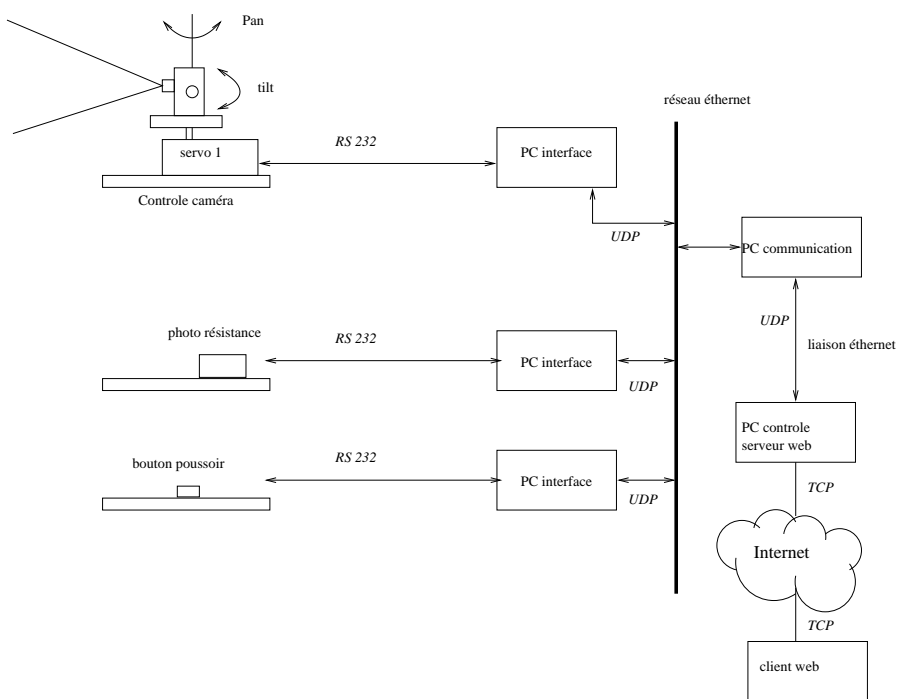 Pan
tilt
réseau éthernet
RS 232
servo 1
PC interface
Controle caméra
UDP
PC communication
UDP
photo résistance
RS 232
liaison éthernet
PC interface
UDP
PC controle
serveur web
bouton poussoir
RS 232
PC interface
TCP
UDP
Internet
TCP
client web